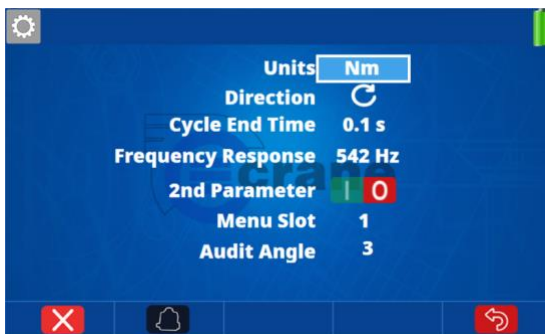 Units Nm
Direction
Cycle End Time 0.1 s
Frequency Response 542 Hz
2nd Parameter I O
Menu Slot 1
Audit Angle 3
crane